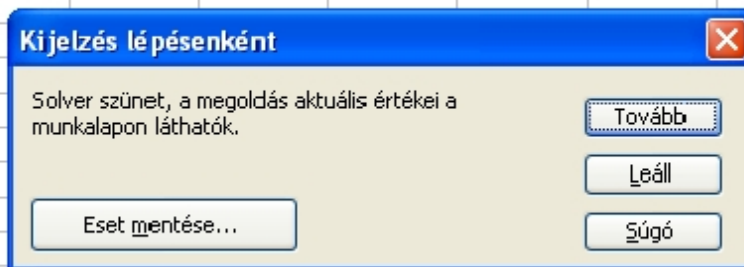 Kijelzés lépésenként
Solver szünet, a megoldás aktuális értékei a
munkalapon láthatók.
Tovább
Leáll
Eset mentése...
Súgó